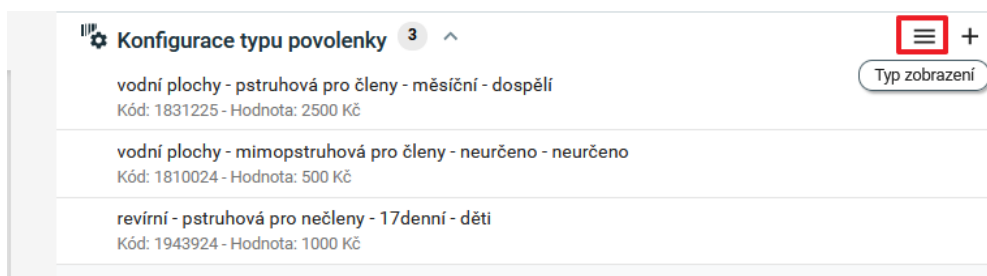 Konfigurace typu povolenky 3
Typ zobrazení
vodní plochy - pstruhová pro členy - měsíční - dospělí
Kód: 1831225 - Hodnota: 2500 Kč
vodní plochy - mimopstruhová pro členy - neurčeno - neurčeno
Kód: 1810024 - Hodnota: 500 Kč
revírní - pstruhová pro nečleny - 17denní - děti
Kód: 1943924 - Hodnota: 1000 Kč